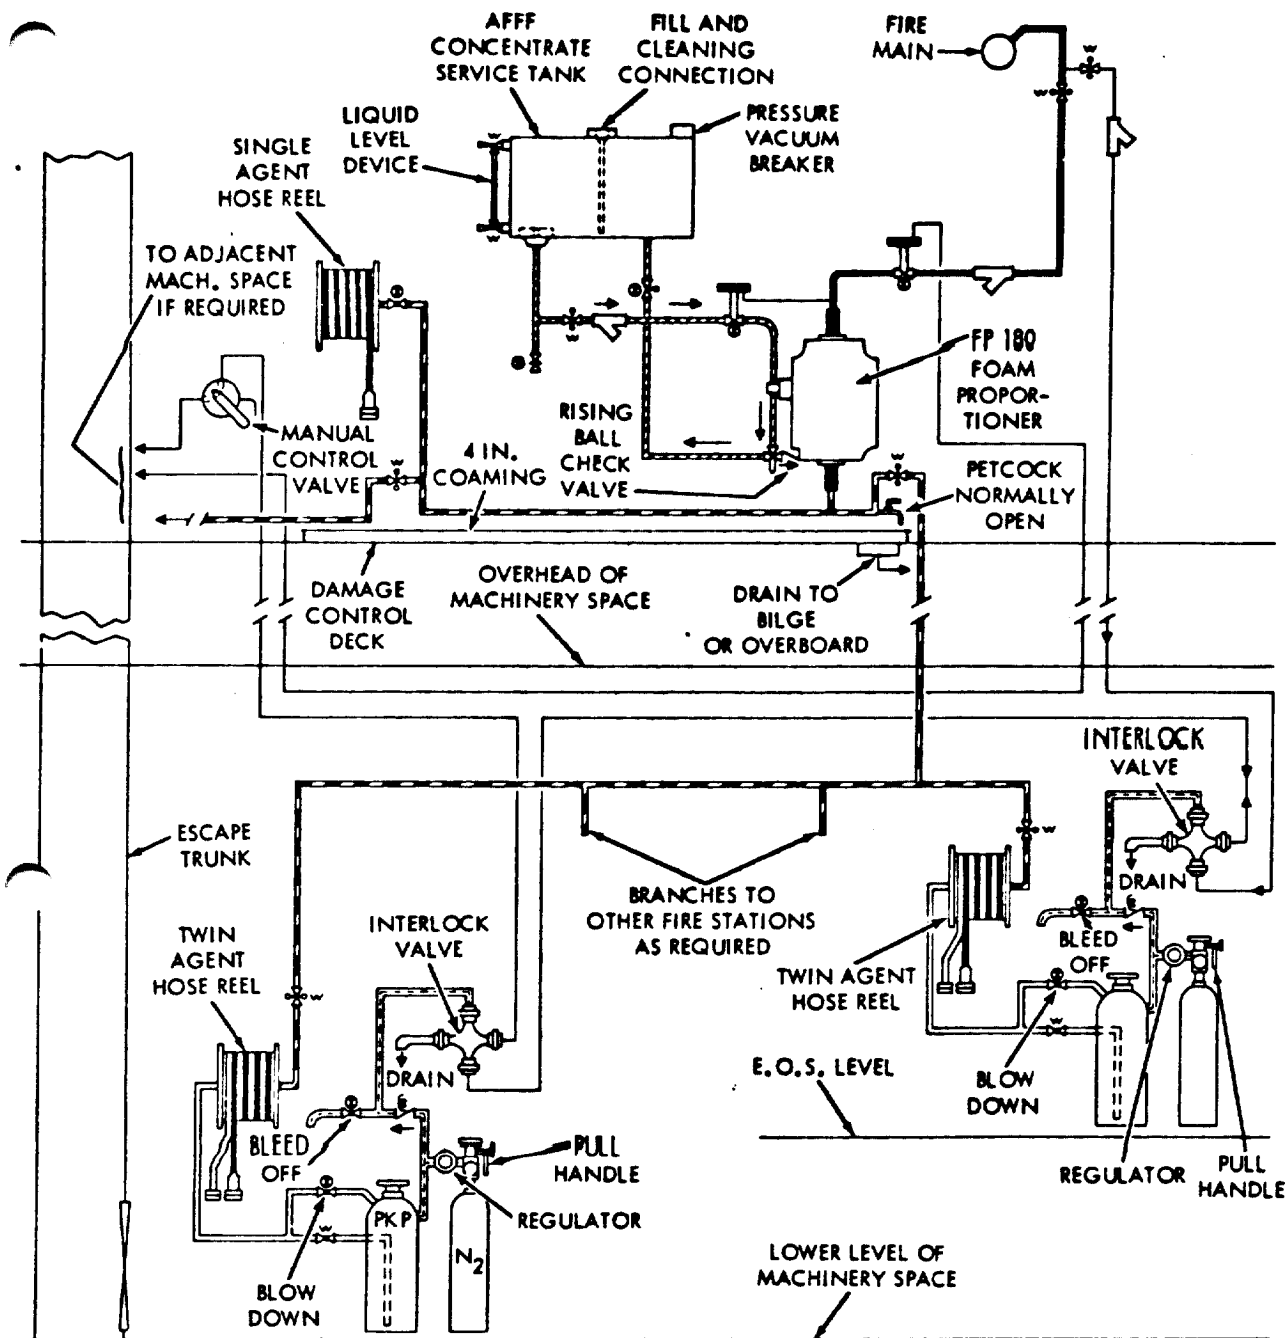 AFFF
CONCENTRATE
SERVICE TANK
FILL AND
CLEANING
CONNECTION
FIRE
MAIN
W
W
LIQUID
LEVEL
DEVICE
W
W
PRESSURE
VACUUM
BREAKER
SINGLE
AGENT
HOSE REEL
TO ADJACENT
MACH. SPACE
IF REQUIRED
W
FP 180
FOAM
PROPOR-
TIONER
RISING
BALL
CHECK
VALVE
MANUAL
CONTROL
VALVE
W
4 IN.
COAMING
W
PETCOCK
NORMALLY
OPEN
DAMAGE
CONTROL
DECK
OVERHEAD OF
MACHINERY SPACE
DRAIN TO
BILGE
OR OVERBOARD
INTERLOCK
VALVE
ESCAPE
TRUNK
W
DRAIN
BRANCHES TO
OTHER FIRE STATIONS
AS REQUIRED
BLEED
OFF
TWIN
AGENT
HOSE REEL
INTERLOCK
VALVE
TWIN AGENT
HOSE REEL
W
W
DRAIN
E.O.S. LEVEL
BLOW
DOWN
BLEED
OFF
PULL
HANDLE
REGULATOR
PULL
HANDLE
PKP
REGULATOR
W
N2
BLOW
DOWN
LOWER LEVEL OF
MACHINERY SPACE